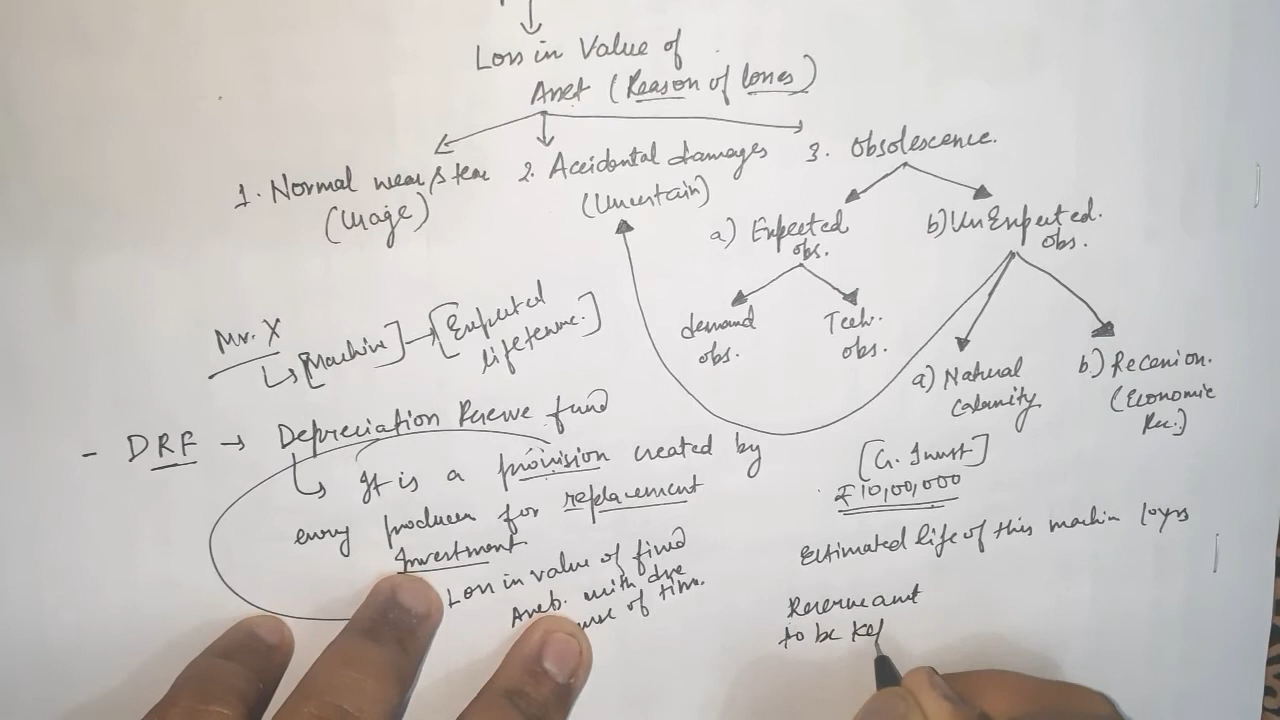 Loss in Value of
Asset (Reason of losses)
1. Normal wear & tear
(Usage)
2. Accidental damages
(Uncertain)
3. Obsolescence.
a) Expected
obs.
b) UnExpected.
obs.
demand
obs.
Tech.
obs.
a) Natural
Calamity
b.) Recession.
(Economic
Rec.)
Mr. X
[Machine] → [Expected
lifetime.]
- DRF → Depreciation Reserve fund
It is a provision created by
every producer for replacement
Investment
Loss in value of fixed
Assets. with due
of time.
[G. Invst]
₹10,00,000
Estimated life of this machin 10yrs
Reserve amt
to be kep